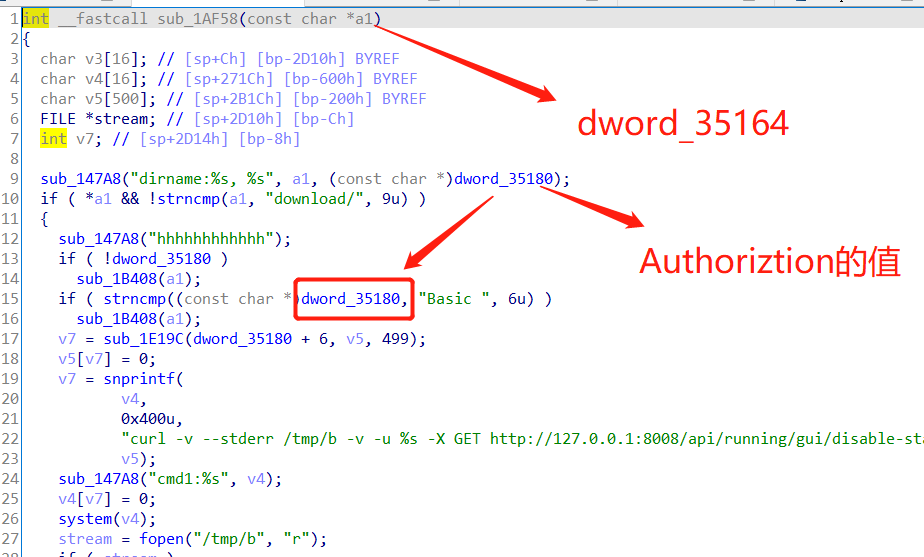 1 int __fastcall sub_1AF58(const char *a1)
2 {
3 char v3[16]; // [sp+Ch] [bp-2D10h] BYREF
4 char v4[16]; // [sp+271Ch] [bp-600h] BYREF
5 char v5[500]; // [sp+2B1Ch] [bp-200h] BYREF
6 FILE *stream; // [sp+2D10h] [bp-Ch]
7 int v7; // [sp+2D14h] [bp-8h]
dword_35164
8
9 sub_147A8("dirname:%s, %s", a1, (const char *)dword_35180);
10 if ( *a1 && !strncmp(a1, "download/", 9u) )
11 {
12 sub_147A8("hhhhhhhhhhhh");
13 if ( !dword_35180 )
Authoriztion的值
14 sub_1B408(a1);
15 if ( strncmp((const char *)dword_35180, "Basic ", 6u) )
16 sub_1B408(a1);
17 v7 = sub_1E19C(dword_35180 + 6, v5, 499);
18 v5[v7] = 0;
19 v7 = snprintf(
20 v4,
21 0x400u,
22 "curl -v --stderr /tmp/b -v -u %s -X GET http://127.0.0.1:8008/api/running/gui/disable-sta
23 v5);
24 sub_147A8("cmd1:%s", v4);
25 v4[v7] = 0;
26 system(v4);
27 stream = fopen("/tmp/b", "r");